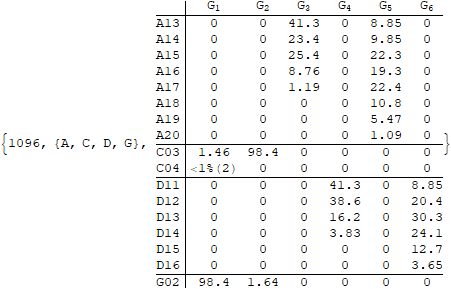 G1 G2 G3 G4 G5 G6
A13 0 0 41.3 0 8.85 0
A14 0 0 23.4 0 9.85 0
A15 0 0 25.4 0 22.3 0
A16 0 0 8.76 0 19.3 0
A17 0 0 1.19 0 22.4 0
A18 0 0 0 0 10.8 0
A19 0 0 0 0 5.47 0
A20 0 0 0 0 1.09 0
{1096, {A, C, D, G}, }
C03 1.46 98.4 0 0 0 0
C04 <1%(2) 0 0 0 0 0
D11 0 0 0 41.3 0 8.85
D12 0 0 0 38.6 0 20.4
D13 0 0 0 16.2 0 30.3
D14 0 0 0 3.83 0 24.1
D15 0 0 0 0 0 12.7
D16 0 0 0 0 0 3.65
G02 98.4 1.64 0 0 0 0